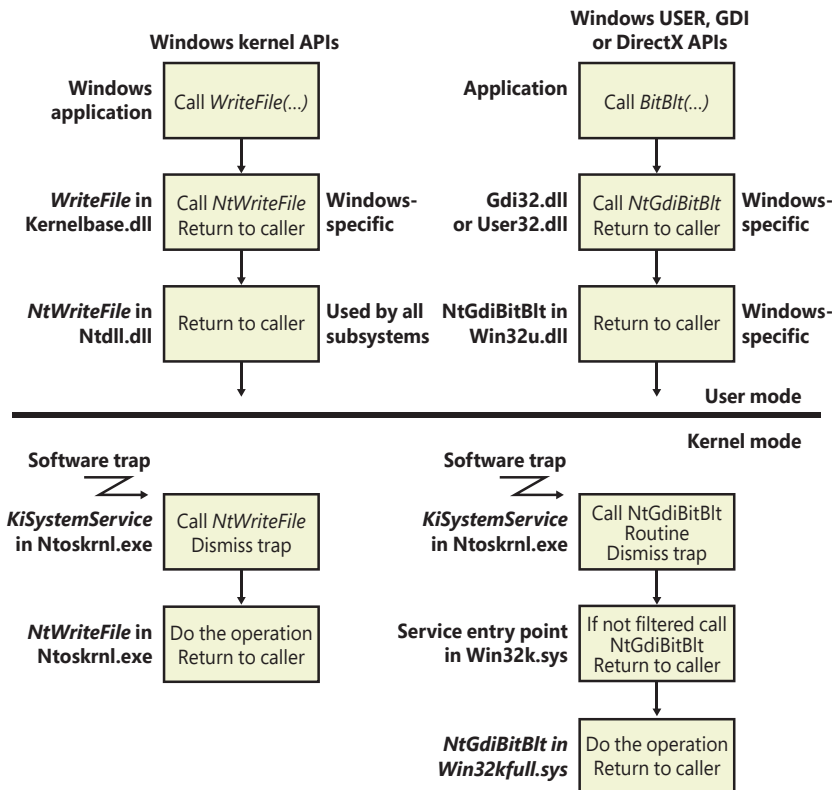 Windows kernel APIs
Windows USER, GDI
or DirectX APIs
Windows
application
Call WriteFile(...)
Application
Call BitBlt(...)
WriteFile in
Kernelbase.dll
Call NtWriteFile
Return to caller
Windows-
specific
Gdi32.dll
or User32.dll
Call NtGdiBitBlt
Return to caller
Windows-
specific
NtWriteFile in
Ntdll.dll
Return to caller
Used by all
subsystems
NtGdiBitBlt in
Win32u.dll
Return to caller
Windows-
specific
User mode
Kernel mode
Software trap
KiSystemService
in Ntoskrnl.exe
Call NtWriteFile
Dismiss trap
Software trap
KiSystemService
in Ntoskrnl.exe
Call NtGdiBitBlt
Routine
Dismiss trap
NtWriteFile in
Ntoskrnl.exe
Do the operation
Return to caller
Service entry point
in Win32k.sys
If not filtered call
NtGdiBitBlt
Return to caller
NtGdiBitBlt in
Win32kfull.sys
Do the operation
Return to caller